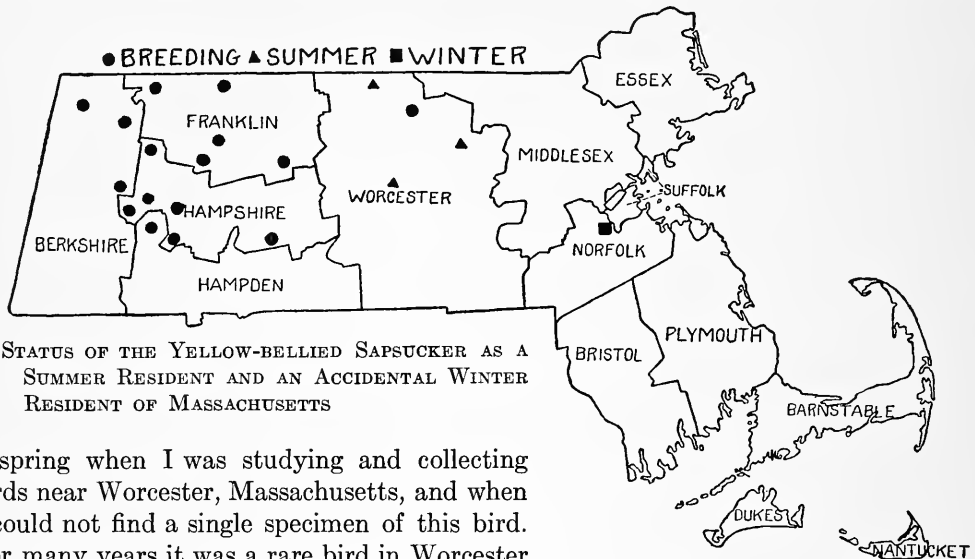 ●BREEDING ▲SUMMER ■WINTER
ESSEX
FRANKLIN
MIDDLESEX
SUFFOLK
WORCESTER
HAMPSHIRE
BERKSHIRE
NORFOLK
HAMPDEN
PLYMOUTH
BRISTOL
BARNSTABLE
DUKES
NANTUCKET
STATUS OF THE YELLOW-BELLIED SAPSUCKER AS A
SUMMER RESIDENT AND AN ACCIDENTAL WINTER
RESIDENT OF MASSACHUSETTS
spring when I was studying and collecting
rds near Worcester, Massachusetts, and when
could not find a single specimen of this bird.
r many years it was a rare bird in Worcester